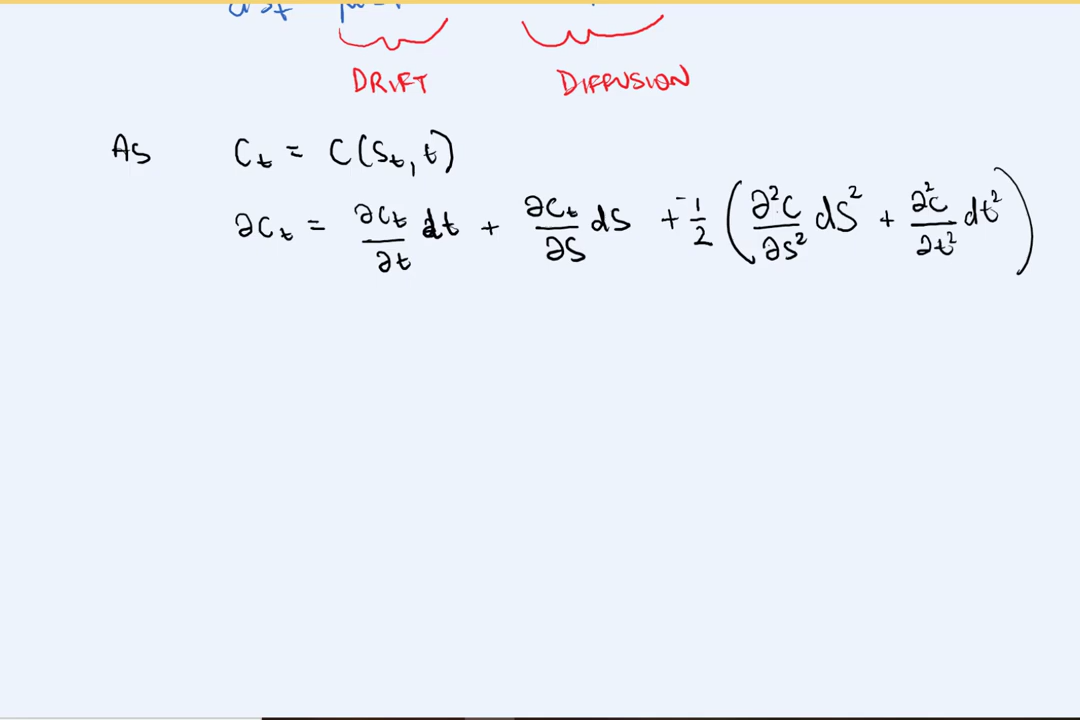 DRIFT DIFFUSION
As C_t = C(S_t, t)
∂C_t = ∂C_t/∂t dt + ∂C_t/∂S dS + 1/2 (∂²C/∂S² dS² + ∂²C/∂t² dt²)